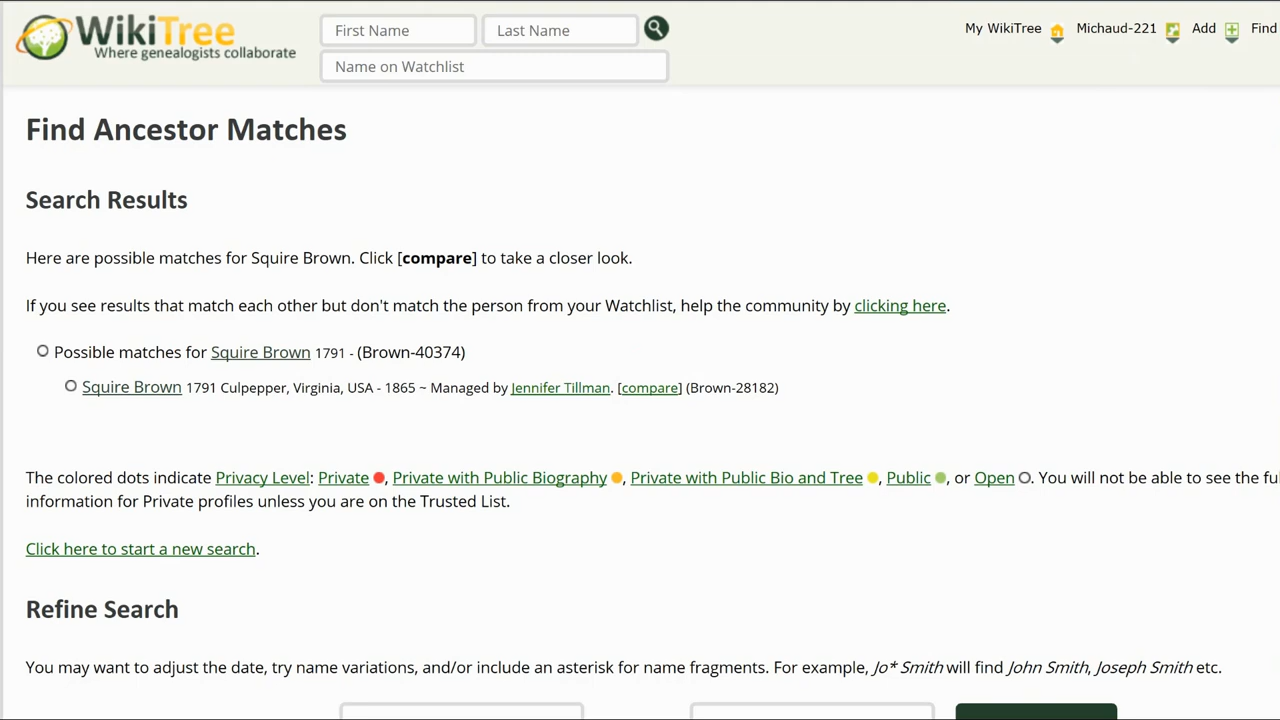 WikiTree
Where genealogists collaborate
First Name
Last Name
Name on Watchlist
My WikiTree
Michaud-221
Add
Find
Find Ancestor Matches
Search Results
Here are possible matches for Squire Brown. Click [compare] to take a closer look.
If you see results that match each other but don't match the person from your Watchlist, help the community by clicking here.
Possible matches for Squire Brown 1791 - (Brown-40374)
Squire Brown 1791 Culpepper, Virginia, USA - 1865 ~ Managed by Jennifer Tillman. [compare] (Brown-28182)
The colored dots indicate Privacy Level: Private , Private with Public Biography , Private with Public Bio and Tree , Public , or Open . You will not be able to see the ful
information for Private profiles unless you are on the Trusted List.
Click here to start a new search.
Refine Search
You may want to adjust the date, try name variations, and/or include an asterisk for name fragments. For example, Jo* Smith will find John Smith, Joseph Smith etc.